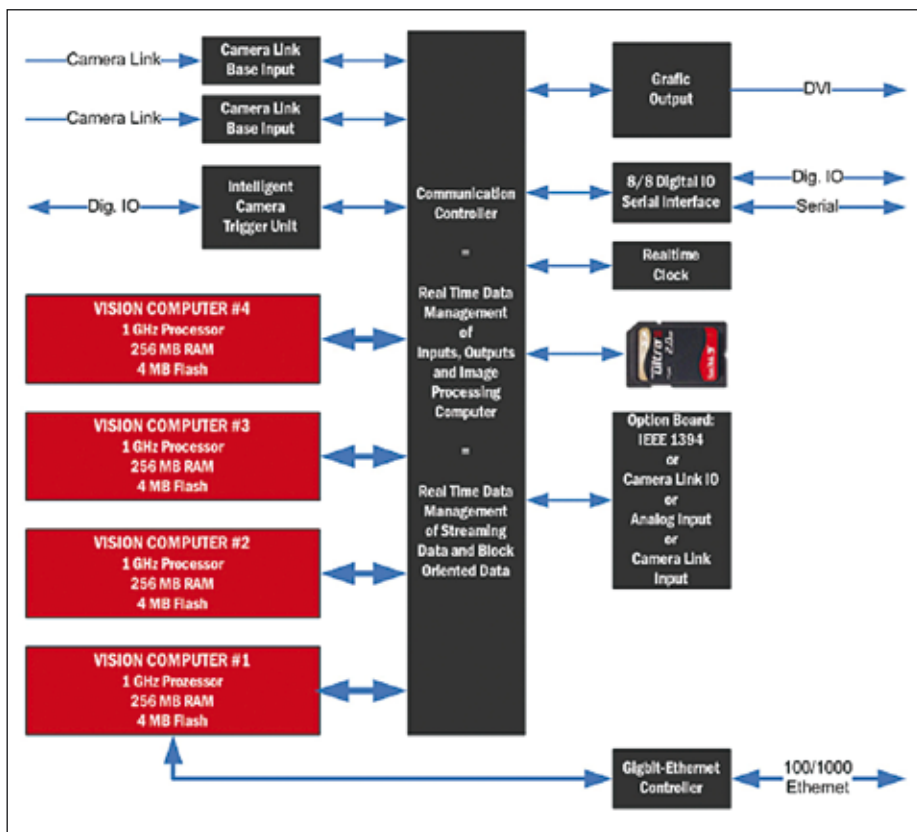 Camera Link
Camera Link
Base Input
Camera Link
Camera Link
Base Input
Dig. IO
Intelligent
Camera
Trigger Unit
VISION COMPUTER #4
1 GHz Processor
256 MB RAM
4 MB Flash
VISION COMPUTER #3
1 GHz Processor
256 MB RAM
4 MB Flash
VISION COMPUTER #2
1 GHz Processor
256 MB RAM
4 MB Flash
VISION COMPUTER #1
1 GHz Prozessor
256 MB RAM
4 MB Flash
Communication
Controller
=
Real Time Data
Management
of
Inputs, Outputs
and Image
Processing
Computer
=
Real Time Data
Management
of Streaming
Data and Block
Oriented Data
Grafic
Output
DVI
8/8 Digital IO
Serial Interface
Dig. IO
Serial
Realtime
Clock
SanDisk
ultra
2.0
Option Board:
IEEE 1394
or
Camera Link IO
or
Analog Input
or
Camera Link
Input
Gigbit-Ethernet
Controller
100/1000
Ethernet